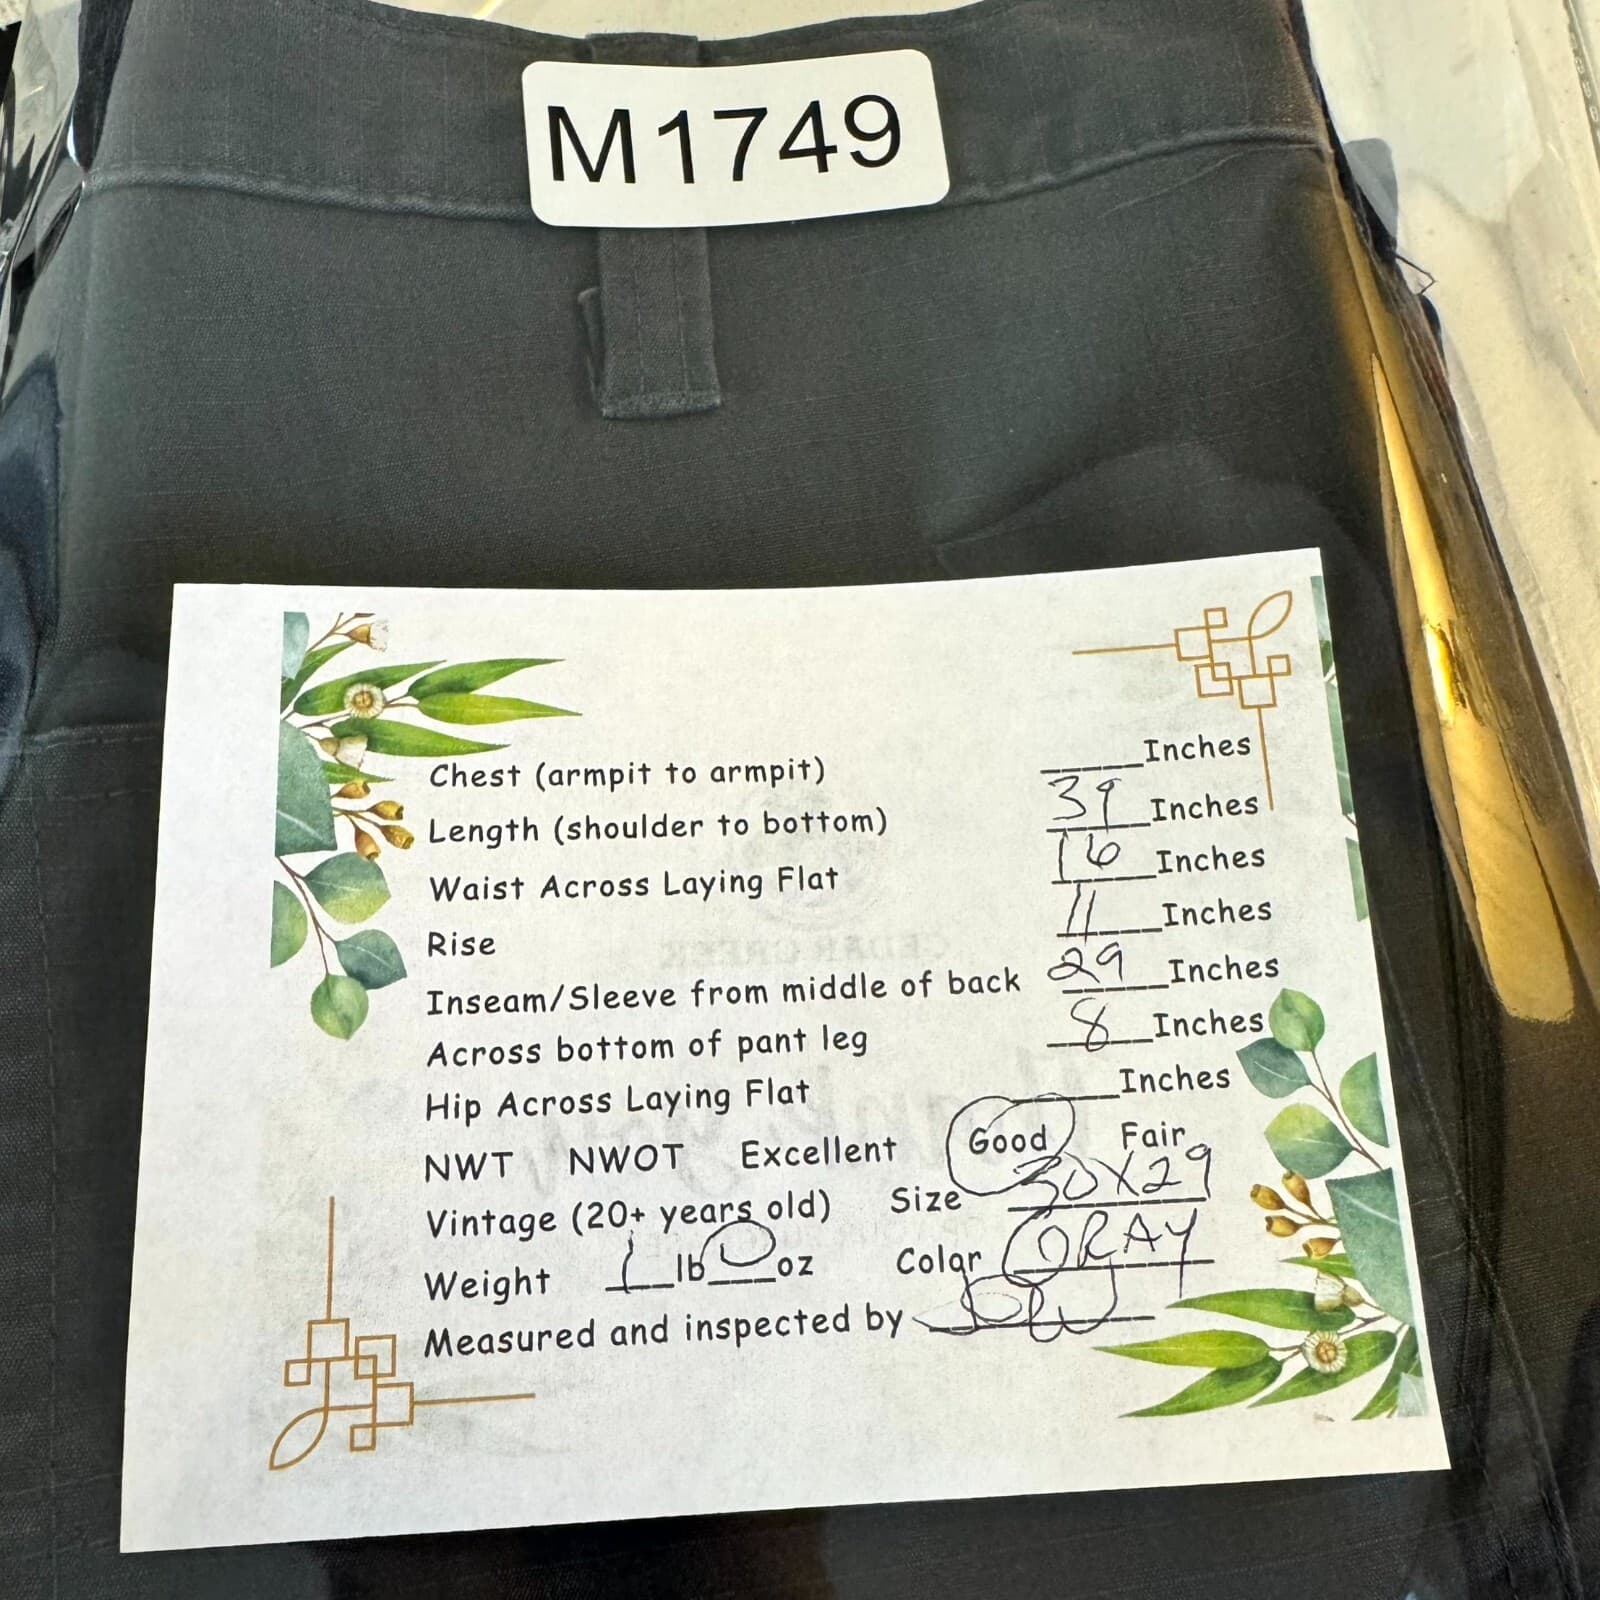 M1749
Chest (armpit to armpit) _____Inches
Length (shoulder to bottom) 39 Inches
Waist Across Laying Flat 16 Inches
Rise 11 Inches
Inseam/Sleeve from middle of back 29 Inches
Across bottom of pant leg 8 Inches
Hip Across Laying Flat _____Inches
NWT NWOT Excellent Good Fair
Vintage (20+ years old) Size 30X29
Weight 1 lb 0 oz Color GRAY
Measured and inspected by